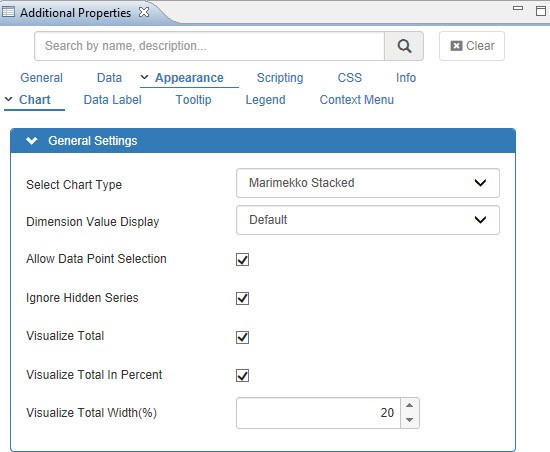 Additional Properties
Search by name, description...
Clear
General Data Appearance Scripting CSS Info
Chart Data Label Tooltip Legend Context Menu
General Settings
Select Chart Type Marimekko Stacked
Dimension Value Display Default
Allow Data Point Selection
Ignore Hidden Series
Visualize Total
Visualize Total In Percent
Visualize Total Width(%) 20